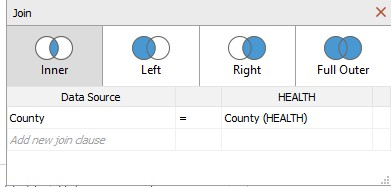 Join
Inner Left Right Full Outer
Data Source HEALTH
County = County (HEALTH)
Add new join clause